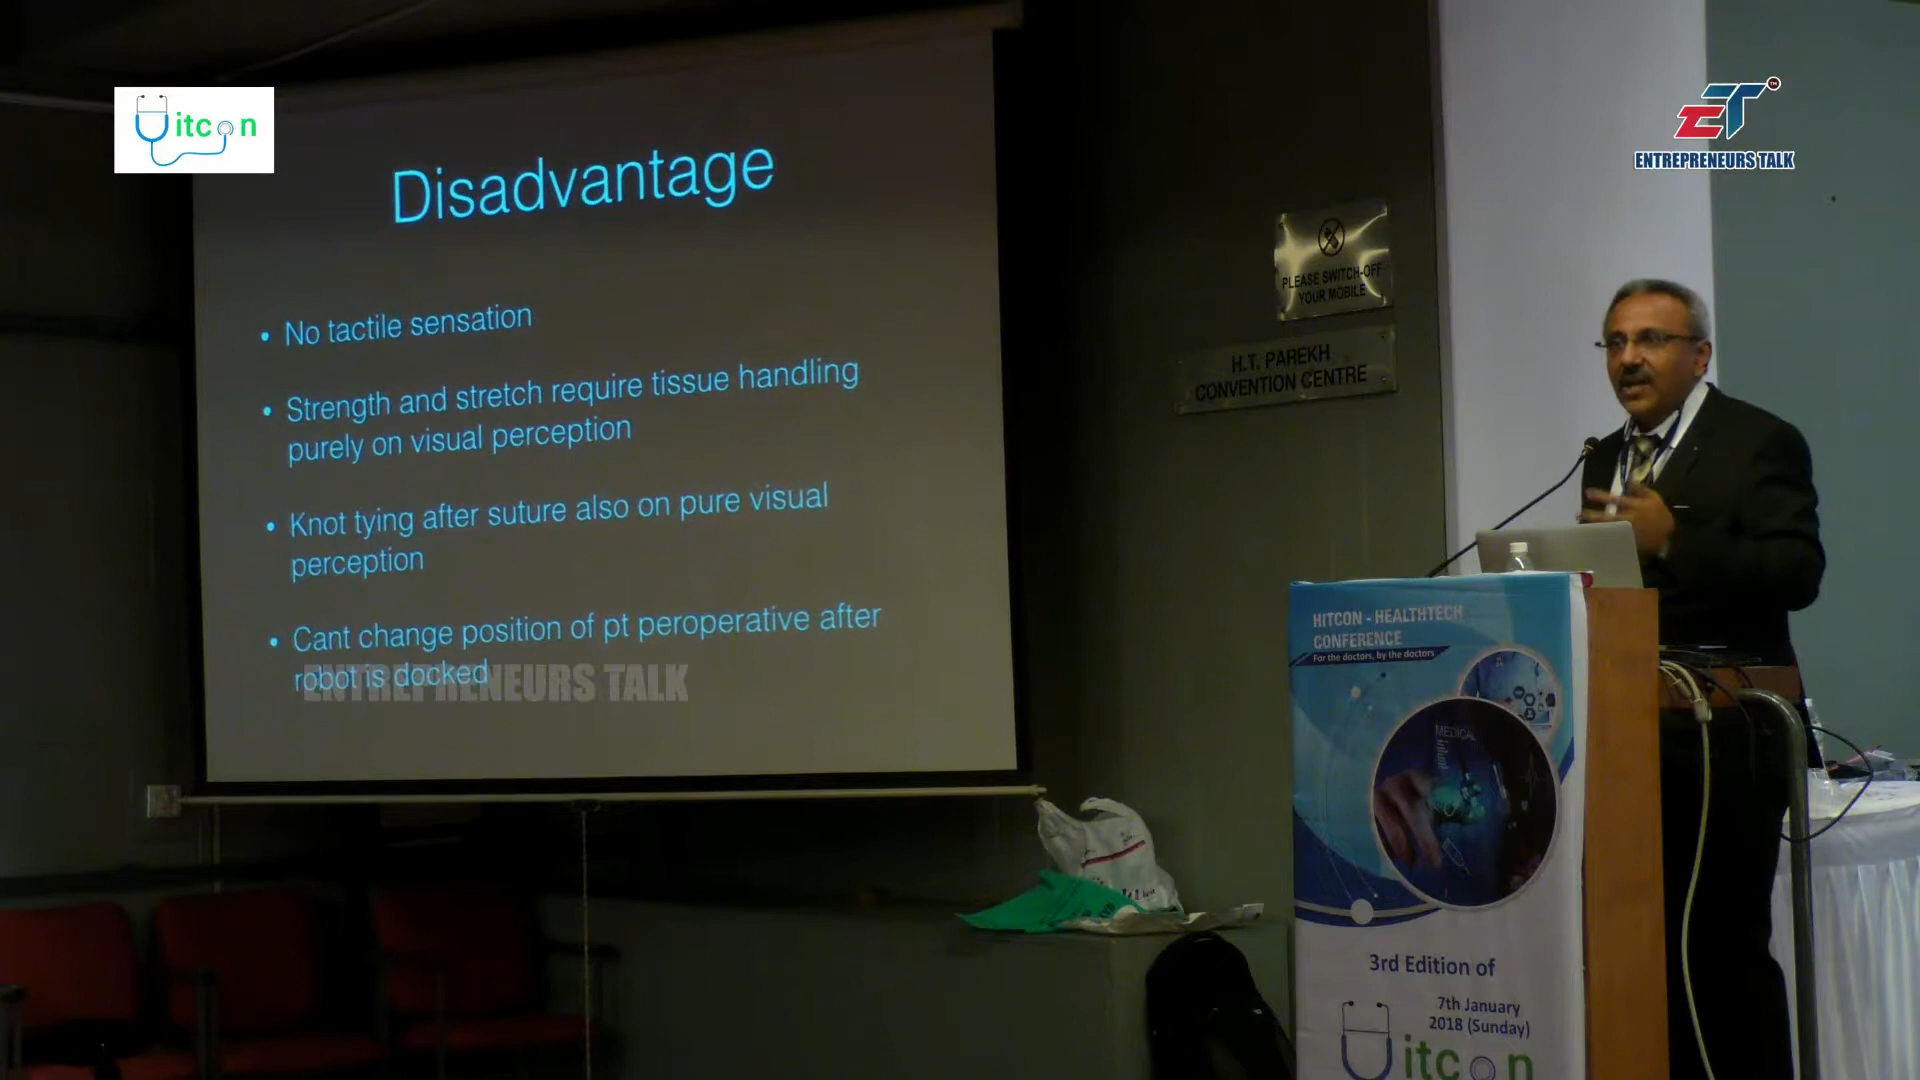 itcon
ET
TM
ENTREPRENEURS TALK
Disadvantage
• No tactile sensation
• Strength and stretch require tissue handling
purely on visual perception
• Knot tying after suture also on pure visual
perception
• Cant change position of pt peroperative after
robot is docked
ENTREPRENEURS TALK
PLEASE SWITCH-OFF
YOUR MOBILE
H.T. PAREKH
CONVENTION CENTRE
HITCON - HEALTHTECH
CONFERENCE
For the doctors, by the doctors
MEDICAL
3rd Edition of
7th January
2018 (Sunday)
itcon